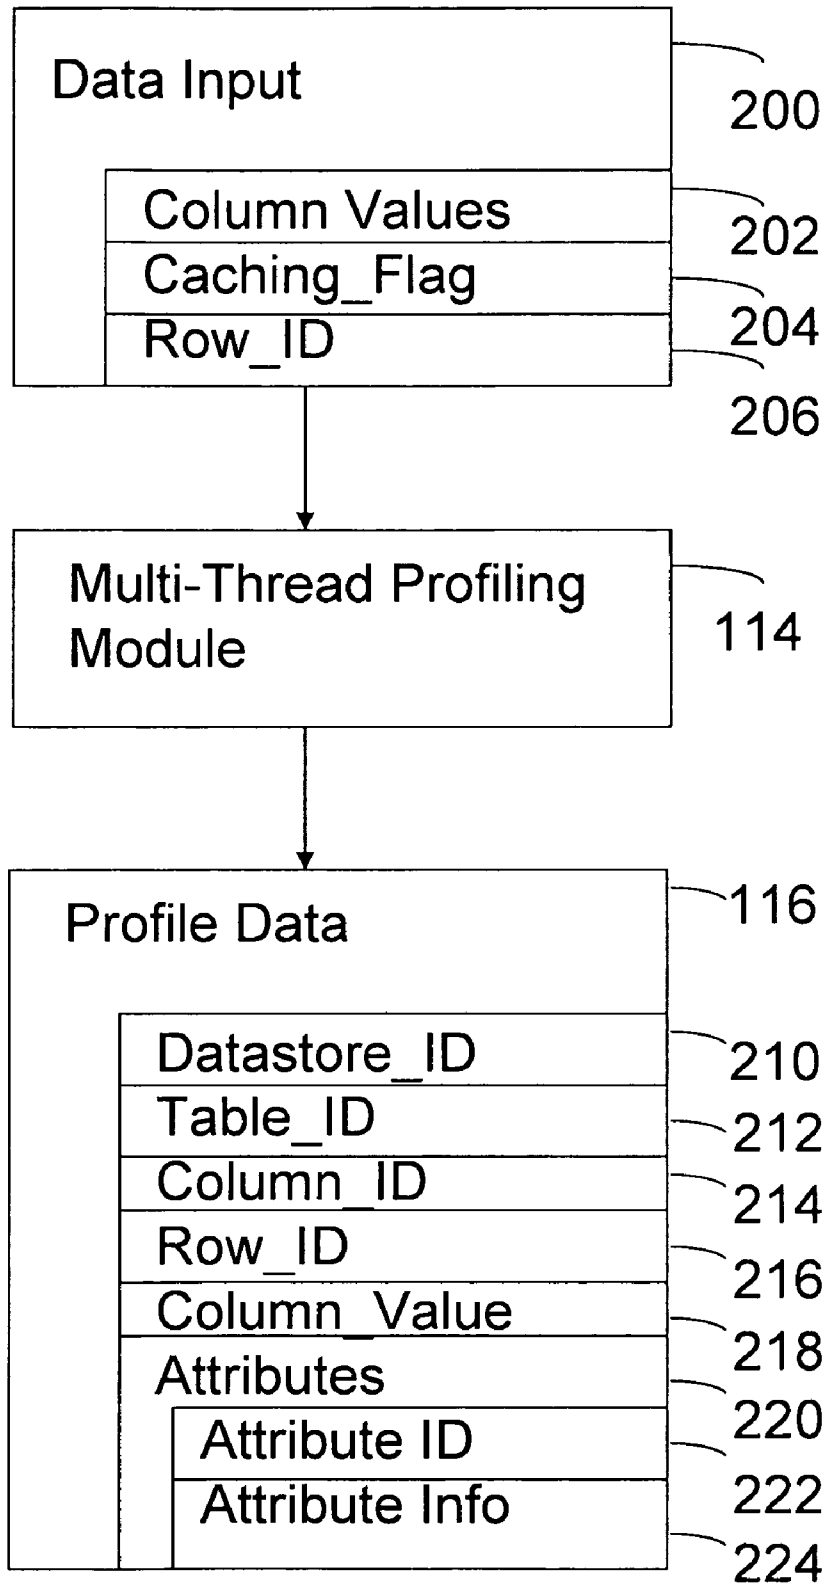 Data Input
200
Column Values
202
Caching_Flag
204
Row_ID
206
Multi-Thread Profiling
Module
114
Profile Data
116
Datastore_ID
210
Table_ID
212
Column_ID
214
Row_ID
216
Column_Value
218
Attributes
220
Attribute ID
222
Attribute Info
224